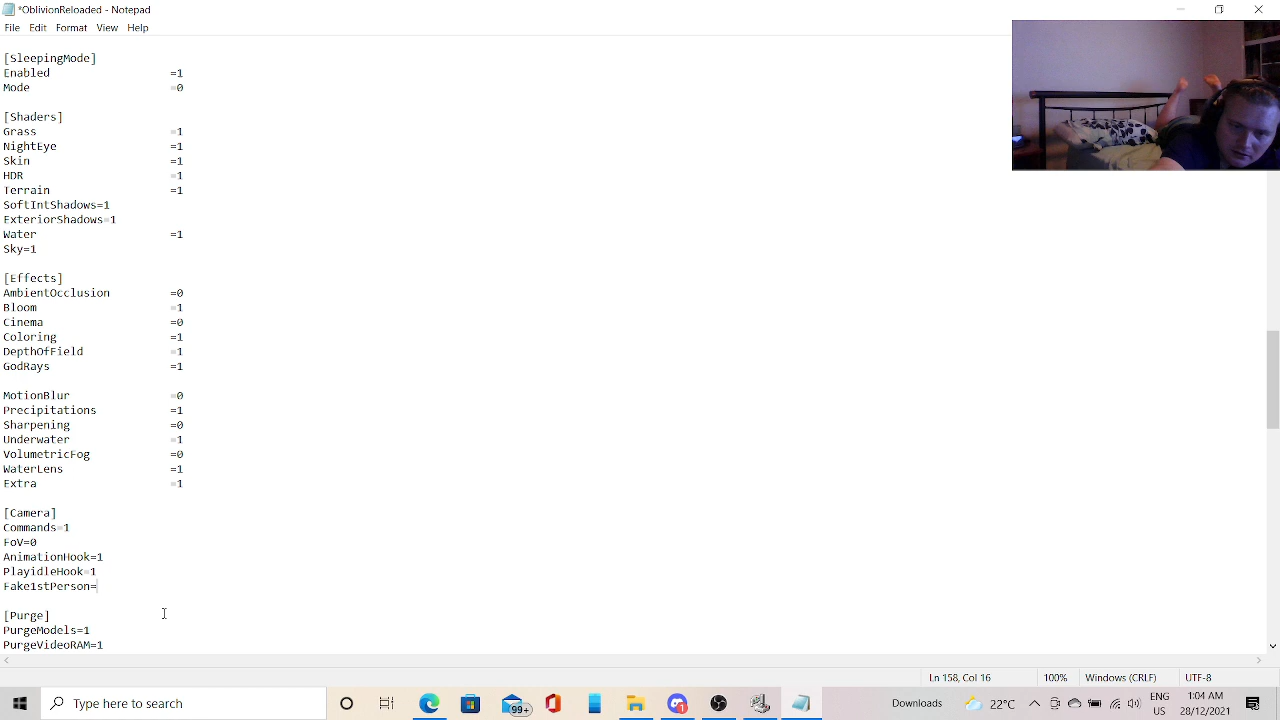 *OblivionReloaded - Notepad
File Edit Format View Help
[SleepingMode]
Enabled =1
Mode =0
[Shaders]
Grass =1
NightEye =1
Skin =1
HDR =1
Terrain =1
SoftIntShadows=1
ExteriorShadows=1
Water =1
Sky=1
[Effects]
AmbientOcclusion =0
Bloom =1
Cinema =0
Coloring =1
DepthOfField =1
GodRays =1
MotionBlur =0
Precipitations =1
Sharpening =0
Underwater =1
VolumetricFog =0
WaterLens =1
Extra =1
[Camera]
Commands=1
FoV=0
AnimationHook=1
PlayidleHook=1
Fake1stPerson=
[Purge]
PurgeModels=1
PurgeVideoRAM=1
Ln 158, Col 16 100% Windows (CRLF) UTF-8
Type here to search 99+ 1 Downloads 22°C ENG 1:04 AM
28/12/2021